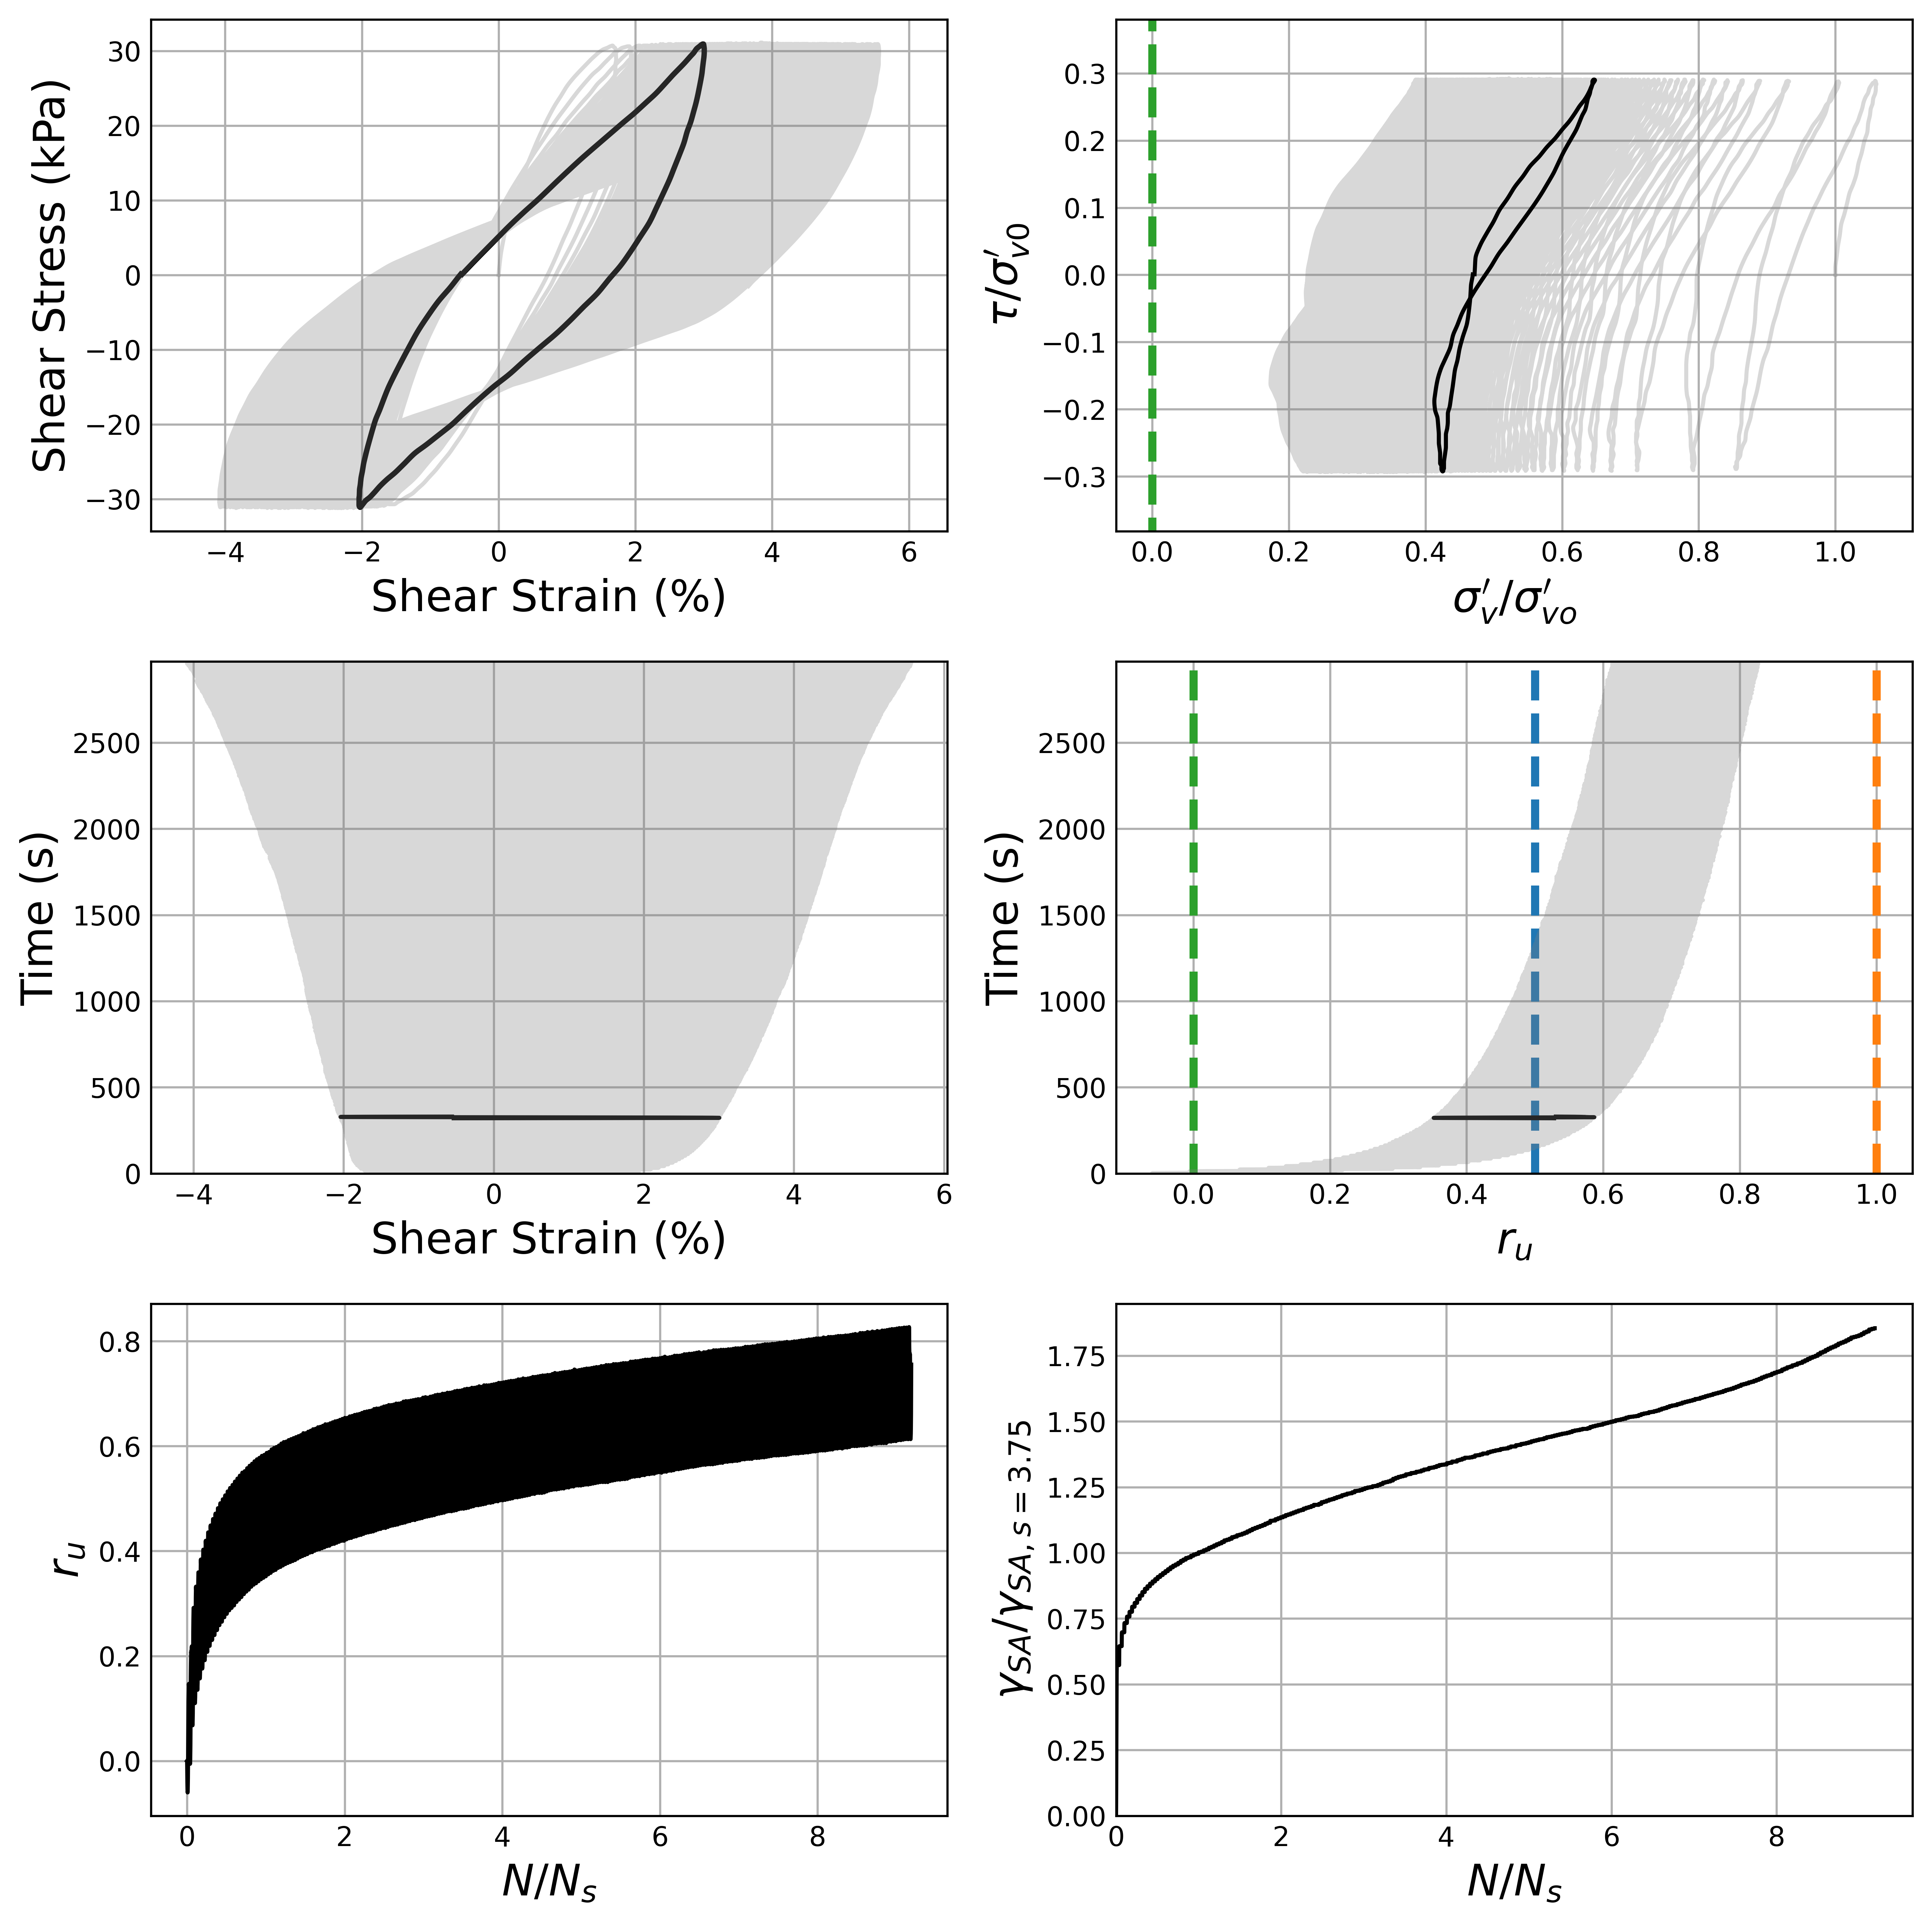 30
20
10
0
−10
−20
−30
Shear Stress (kPa)
−4 −2 0 2 4 6
Shear Strain (%)
0.3
0.2
0.1
0.0
−0.1
−0.2
−0.3
τ/σ′v0
0.0 0.2 0.4 0.6 0.8 1.0
σ′v/σ′vo
2500
2000
1500
1000
500
0
Time (s)
−4 −2 0 2 4 6
Shear Strain (%)
2500
2000
1500
1000
500
0
Time (s)
0.0 0.2 0.4 0.6 0.8 1.0
ru
0.8
0.6
0.4
0.2
0.0
ru
0 2 4 6 8
N/Ns
1.75
1.50
1.25
1.00
0.75
0.50
0.25
0.00
γSA/γSA, s = 3.75
0 2 4 6 8
N/Ns